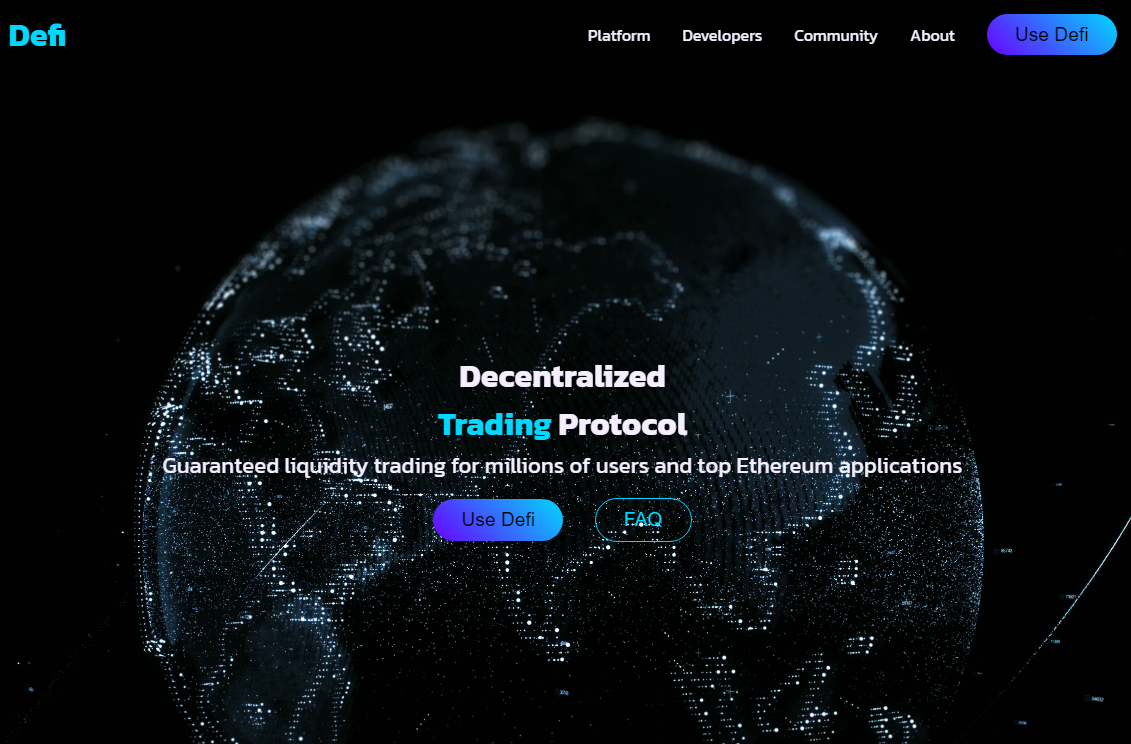 Defi
Platform Developers Community About Use Defi
Decentralized
Trading Protocol
Guaranteed liquidity trading for millions of users and top Ethereum applications
Use Defi FAQ